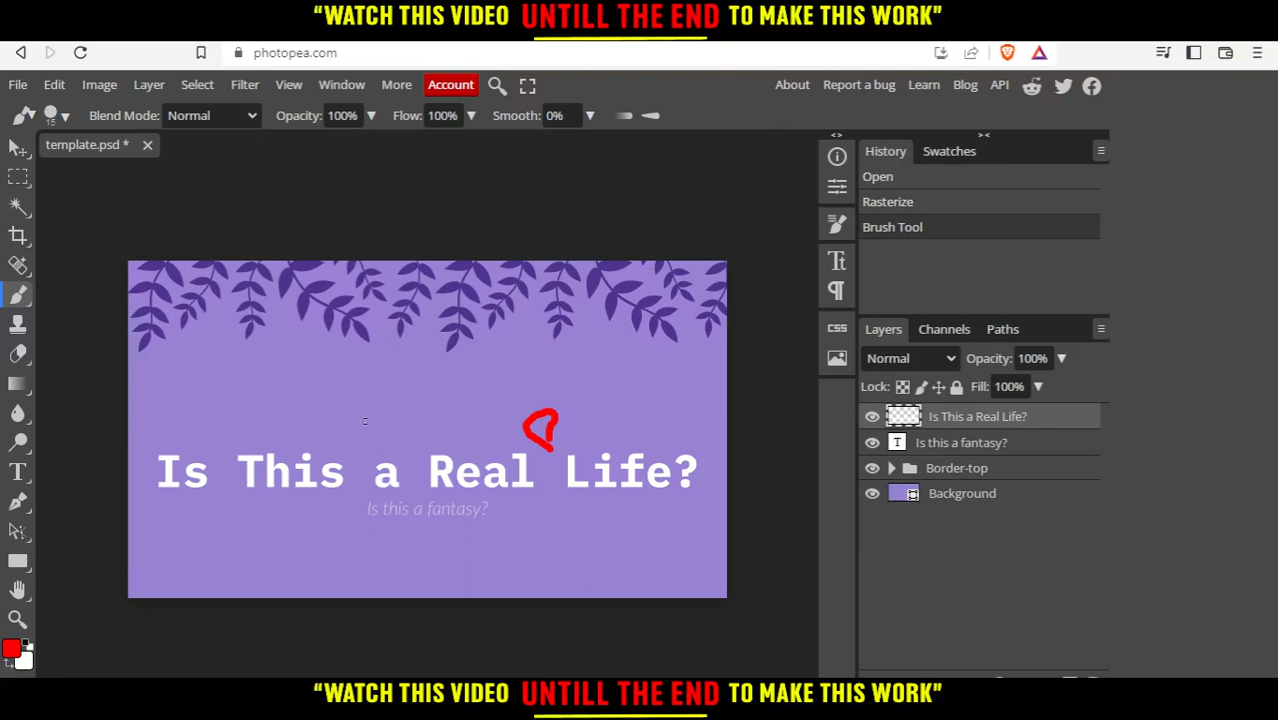 “WATCH THIS VIDEO UNTILL THE END TO MAKE THIS WORK”
photopea.com
File Edit Image Layer Select Filter View Window More Account About Report a bug Learn Blog API
15 Blend Mode: Normal Opacity: 100% Flow: 100% Smooth: 0%
template.psd *
History Swatches
Open
Rasterize
Brush Tool
Is This a Real Life?
Is this a fantasy?
CSS
Layers Channels Paths
Normal Opacity: 100%
Lock: Fill: 100%
Is This a Real Life?
T Is this a fantasy?
Border-top
Background
“WATCH THIS VIDEO UNTILL THE END TO MAKE THIS WORK”